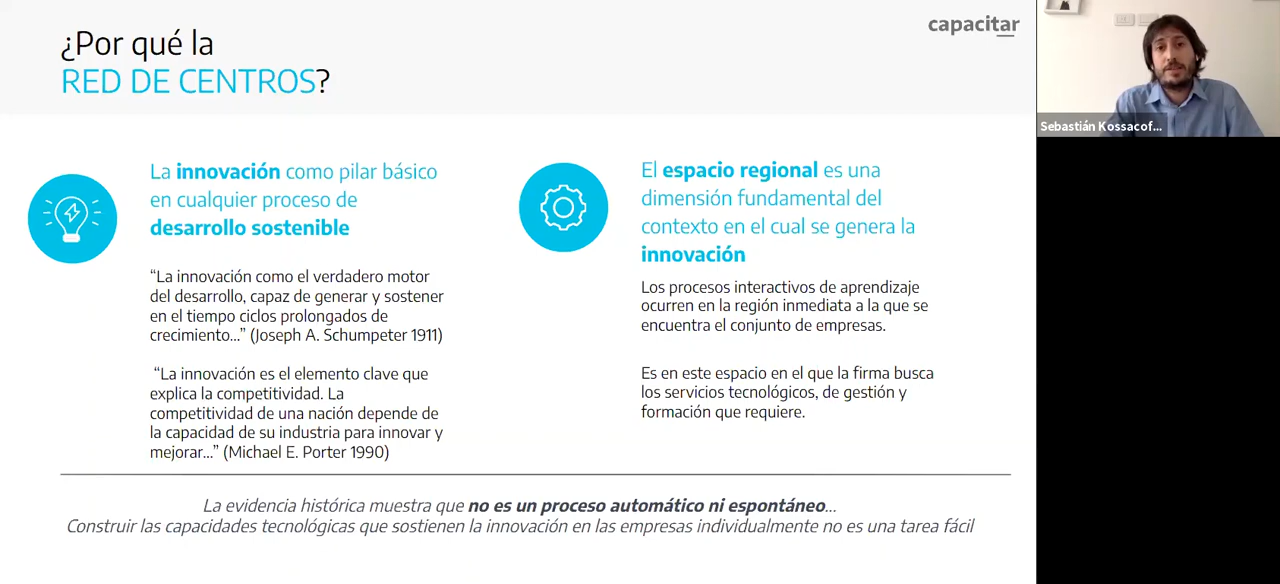 ¿Por qué la
RED DE CENTROS?
capacitar
Sebastián Kossacof...
La innovación como pilar básico
en cualquier proceso de
desarrollo sostenible
“La innovación como el verdadero motor
del desarrollo, capaz de generar y sostener
en el tiempo ciclos prolongados de
crecimiento...” (Joseph A. Schumpeter 1911)
“La innovación es el elemento clave que
explica la competitividad. La
competitividad de una nación depende de
la capacidad de su industria para innovar y
mejorar...” (Michael E. Porter 1990)
El espacio regional es una
dimensión fundamental del
contexto en el cual se genera la
innovación
Los procesos interactivos de aprendizaje
ocurren en la región inmediata a la que se
encuentra el conjunto de empresas.
Es en este espacio en el que la firma busca
los servicios tecnológicos, de gestión y
formación que requiere.
La evidencia histórica muestra que no es un proceso automático ni espontáneo...
Construir las capacidades tecnológicas que sostienen la innovación en las empresas individualmente no es una tarea fácil